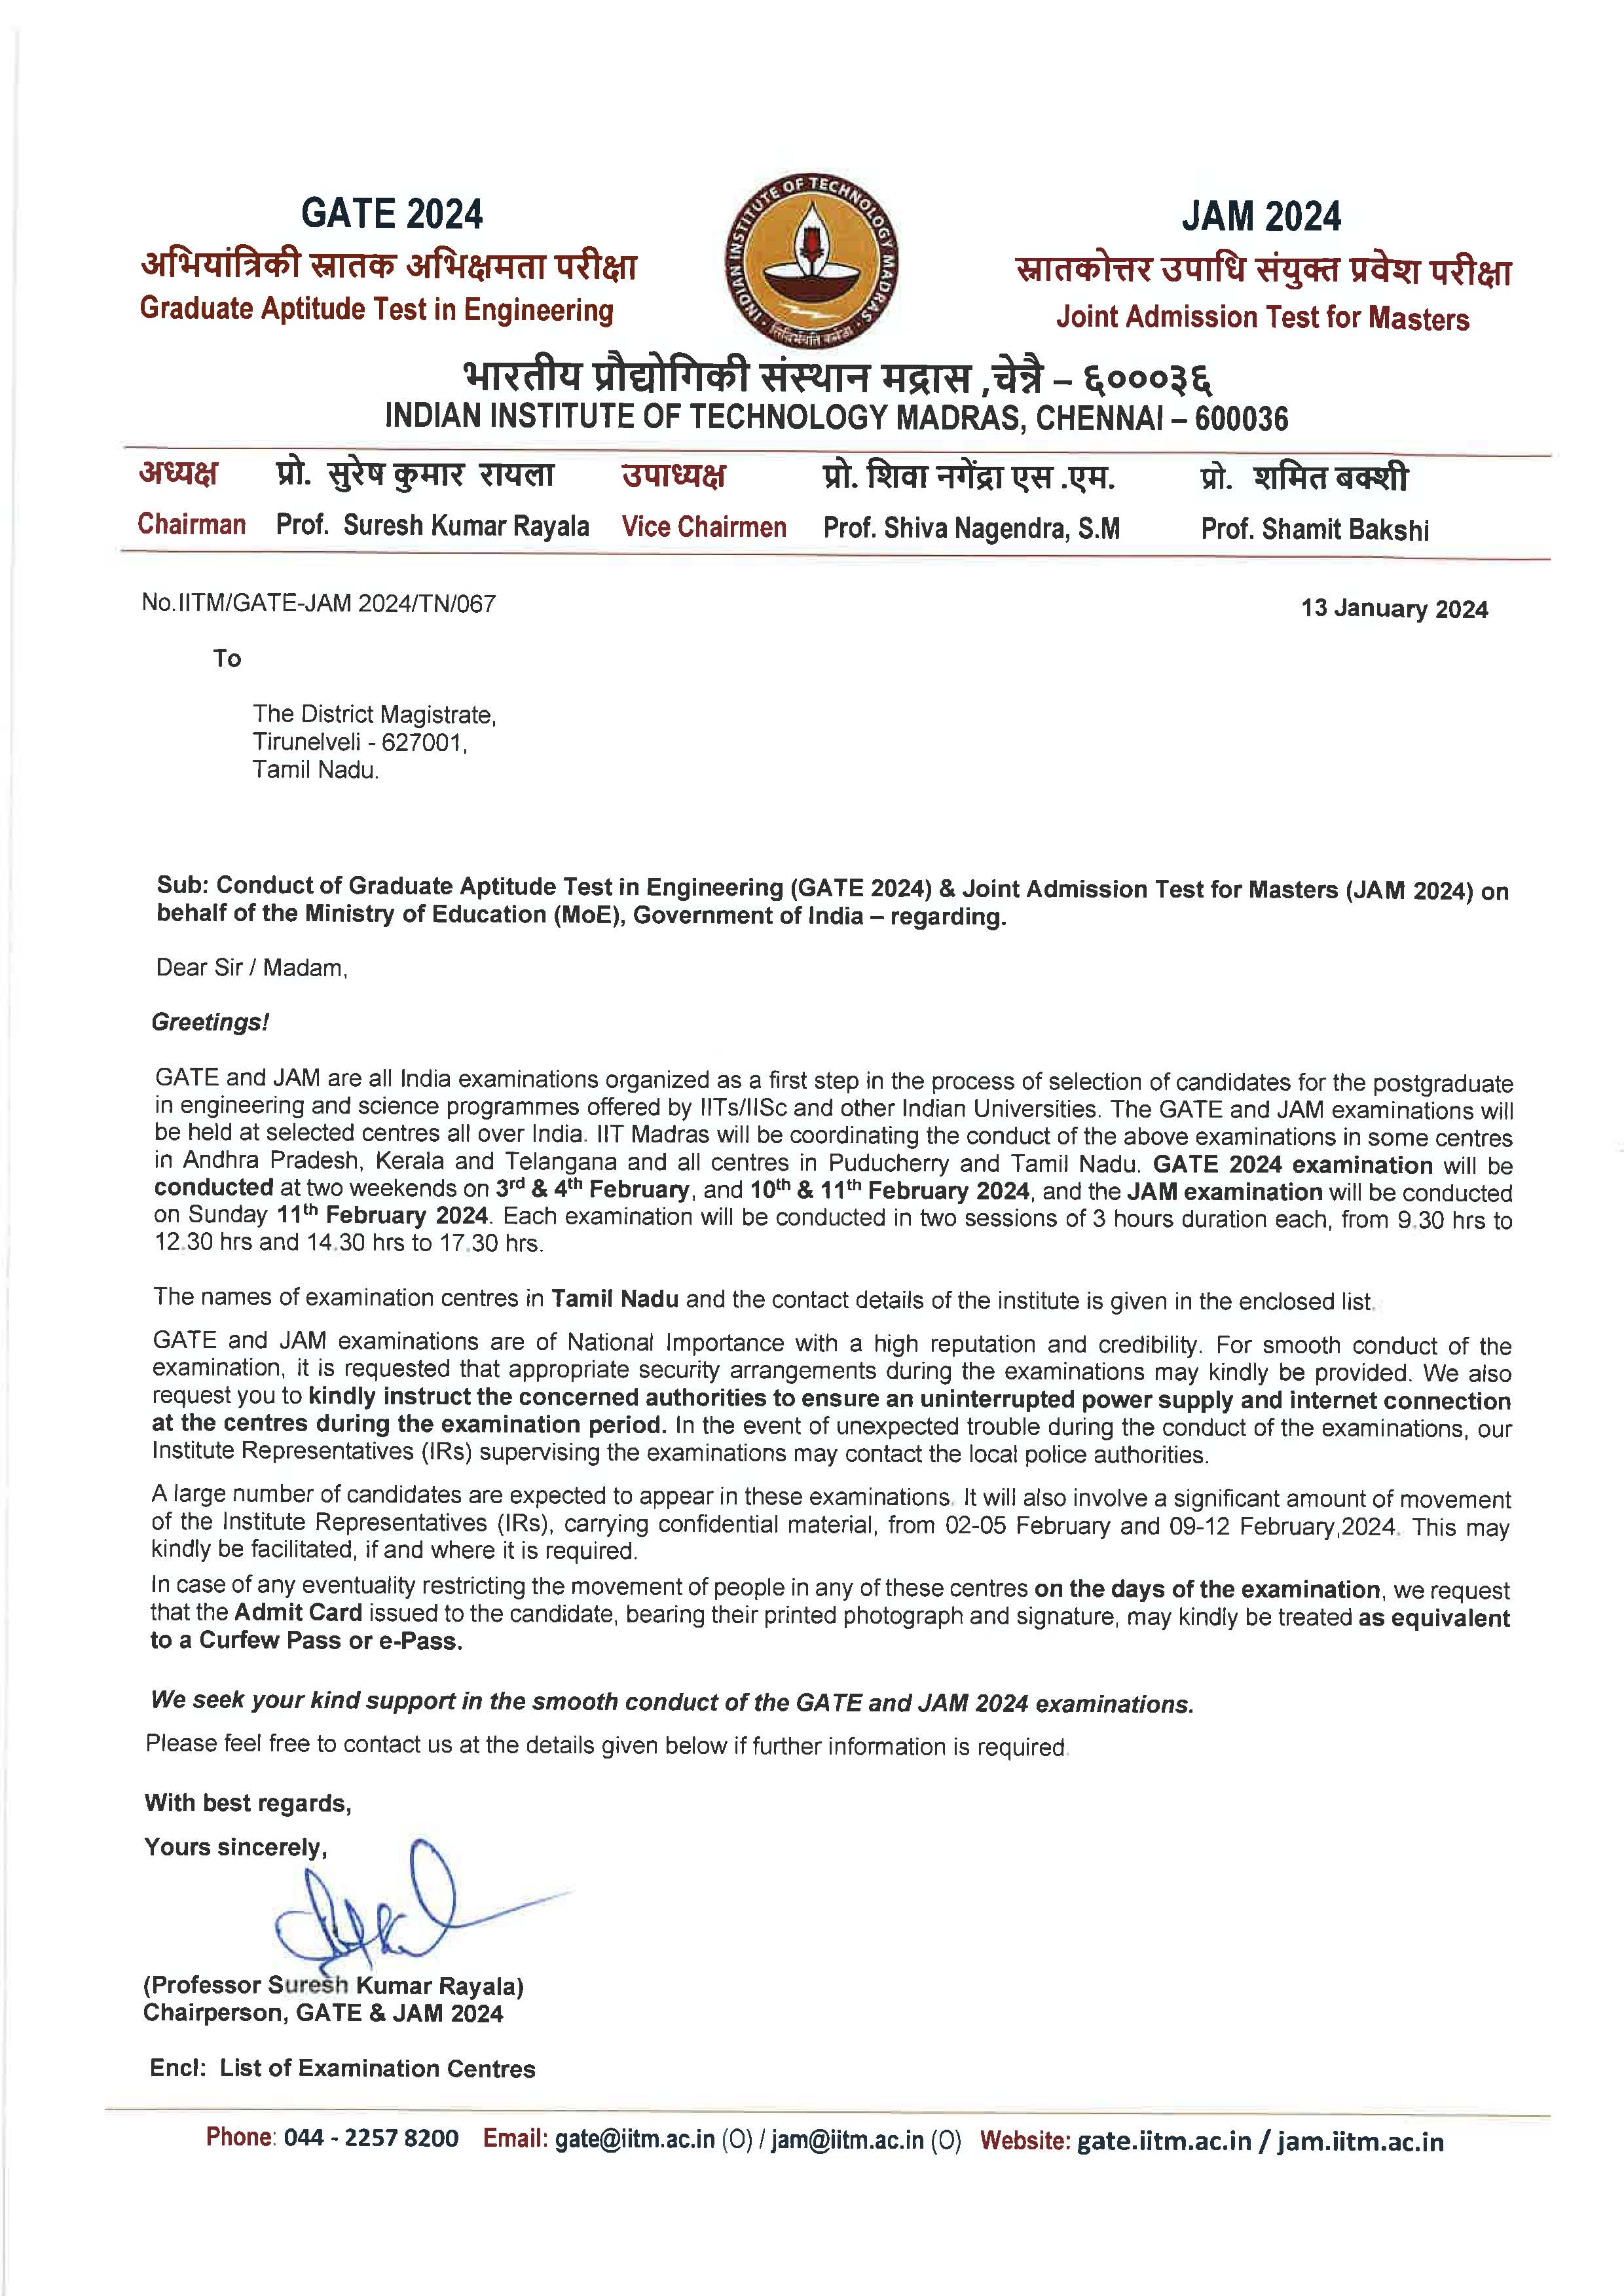 GATE 2024
अभियांत्रिकी स्नातक अभिक्षमता परीक्षा
Graduate Aptitude Test in Engineering
INDIAN INSTITUTE OF TECHNOLOGY MADRAS
सिद्धिर्भवति कर्मजा
JAM 2024
स्नातकोत्तर उपाधि संयुक्त प्रवेश परीक्षा
Joint Admission Test for Masters
भारतीय प्रौद्योगिकी संस्थान मद्रास ,चेन्नै – ६०००३६
INDIAN INSTITUTE OF TECHNOLOGY MADRAS, CHENNAI – 600036
अध्यक्ष प्रो. सुरेष कुमार रायला उपाध्यक्ष प्रो. शिवा नगेंद्रा एस .एम. प्रो. शमित बक्शी
Chairman Prof. Suresh Kumar Rayala Vice Chairmen Prof. Shiva Nagendra, S.M Prof. Shamit Bakshi
No.IITM/GATE-JAM 2024/TN/067 13 January 2024
To
The District Magistrate,
Tirunelveli - 627001,
Tamil Nadu.
Sub: Conduct of Graduate Aptitude Test in Engineering (GATE 2024) & Joint Admission Test for Masters (JAM 2024) on
behalf of the Ministry of Education (MoE), Government of India – regarding.
Dear Sir / Madam,
Greetings!
GATE and JAM are all India examinations organized as a first step in the process of selection of candidates for the postgraduate
in engineering and science programmes offered by IITs/IISc and other Indian Universities. The GATE and JAM examinations will
be held at selected centres all over India. IIT Madras will be coordinating the conduct of the above examinations in some centres
in Andhra Pradesh, Kerala and Telangana and all centres in Puducherry and Tamil Nadu. GATE 2024 examination will be
conducted at two weekends on 3rd & 4th February, and 10th & 11th February 2024, and the JAM examination will be conducted
on Sunday 11th February 2024. Each examination will be conducted in two sessions of 3 hours duration each, from 9.30 hrs to
12.30 hrs and 14.30 hrs to 17.30 hrs.
The names of examination centres in Tamil Nadu and the contact details of the institute is given in the enclosed list.
GATE and JAM examinations are of National Importance with a high reputation and credibility. For smooth conduct of the
examination, it is requested that appropriate security arrangements during the examinations may kindly be provided. We also
request you to kindly instruct the concerned authorities to ensure an uninterrupted power supply and internet connection
at the centres during the examination period. In the event of unexpected trouble during the conduct of the examinations, our
Institute Representatives (IRs) supervising the examinations may contact the local police authorities.
A large number of candidates are expected to appear in these examinations. It will also involve a significant amount of movement
of the Institute Representatives (IRs), carrying confidential material, from 02-05 February and 09-12 February,2024. This may
kindly be facilitated, if and where it is required.
In case of any eventuality restricting the movement of people in any of these centres on the days of the examination, we request
that the Admit Card issued to the candidate, bearing their printed photograph and signature, may kindly be treated as equivalent
to a Curfew Pass or e-Pass.
We seek your kind support in the smooth conduct of the GATE and JAM 2024 examinations.
Please feel free to contact us at the details given below if further information is required.
With best regards,
Yours sincerely,
(Professor Suresh Kumar Rayala)
Chairperson, GATE & JAM 2024
Encl: List of Examination Centres
Phone: 044 - 2257 8200 Email: gate@iitm.ac.in (O) / jam@iitm.ac.in (O) Website: gate.iitm.ac.in / jam.iitm.ac.in